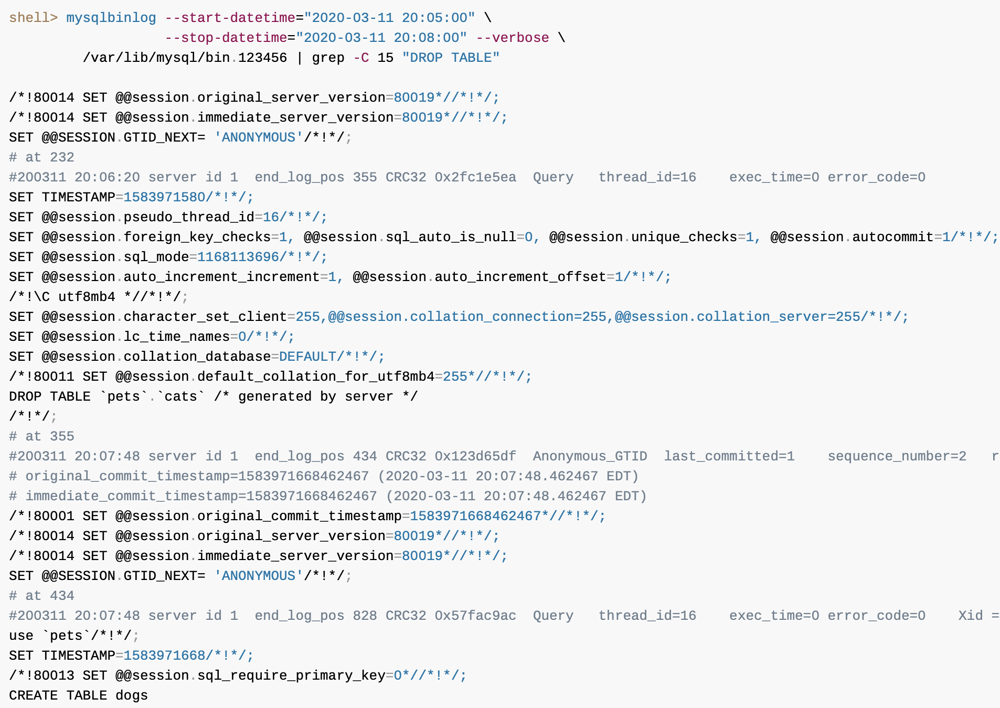 shell> mysqlbinlog --start-datetime="2020-03-11 20:05:00" \
--stop-datetime="2020-03-11 20:08:00" --verbose \
/var/lib/mysql/bin.123456 | grep -C 15 "DROP TABLE"
/*!80014 SET @@session.original_server_version=80019*//*!*/;
/*!80014 SET @@session.immediate_server_version=80019*//*!*/;
SET @@SESSION.GTID_NEXT= 'ANONYMOUS'/*!*/;
# at 232
#200311 20:06:20 server id 1  end_log_pos 355 CRC32 0x2fc1e5ea  Query   thread_id=16    exec_time=0 error_code=0
SET TIMESTAMP=1583971580/*!*/;
SET @@session.pseudo_thread_id=16/*!*/;
SET @@session.foreign_key_checks=1, @@session.sql_auto_is_null=0, @@session.unique_checks=1, @@session.autocommit=1/*!*/;
SET @@session.sql_mode=1168113696/*!*/;
SET @@session.auto_increment_increment=1, @@session.auto_increment_offset=1/*!*/;
/*!\C utf8mb4 *//*!*/;
SET @@session.character_set_client=255,@@session.collation_connection=255,@@session.collation_server=255/*!*/;
SET @@session.lc_time_names=0/*!*/;
SET @@session.collation_database=DEFAULT/*!*/;
/*!80011 SET @@session.default_collation_for_utf8mb4=255*//*!*/;
DROP TABLE `pets`.`cats` /* generated by server */
/*!*/;
# at 355
#200311 20:07:48 server id 1  end_log_pos 434 CRC32 0x123d65df  Anonymous_GTID  last_committed=1    sequence_number=2   r
# original_commit_timestamp=1583971668462467 (2020-03-11 20:07:48.462467 EDT)
# immediate_commit_timestamp=1583971668462467 (2020-03-11 20:07:48.462467 EDT)
/*!80001 SET @@session.original_commit_timestamp=1583971668462467*//*!*/;
/*!80014 SET @@session.original_server_version=80019*//*!*/;
/*!80014 SET @@session.immediate_server_version=80019*//*!*/;
SET @@SESSION.GTID_NEXT= 'ANONYMOUS'/*!*/;
# at 434
#200311 20:07:48 server id 1  end_log_pos 828 CRC32 0x57fac9ac  Query   thread_id=16    exec_time=0 error_code=0    Xid =
use `pets`/*!*/;
SET TIMESTAMP=1583971668/*!*/;
/*!80013 SET @@session.sql_require_primary_key=0*//*!*/;
CREATE TABLE dogs